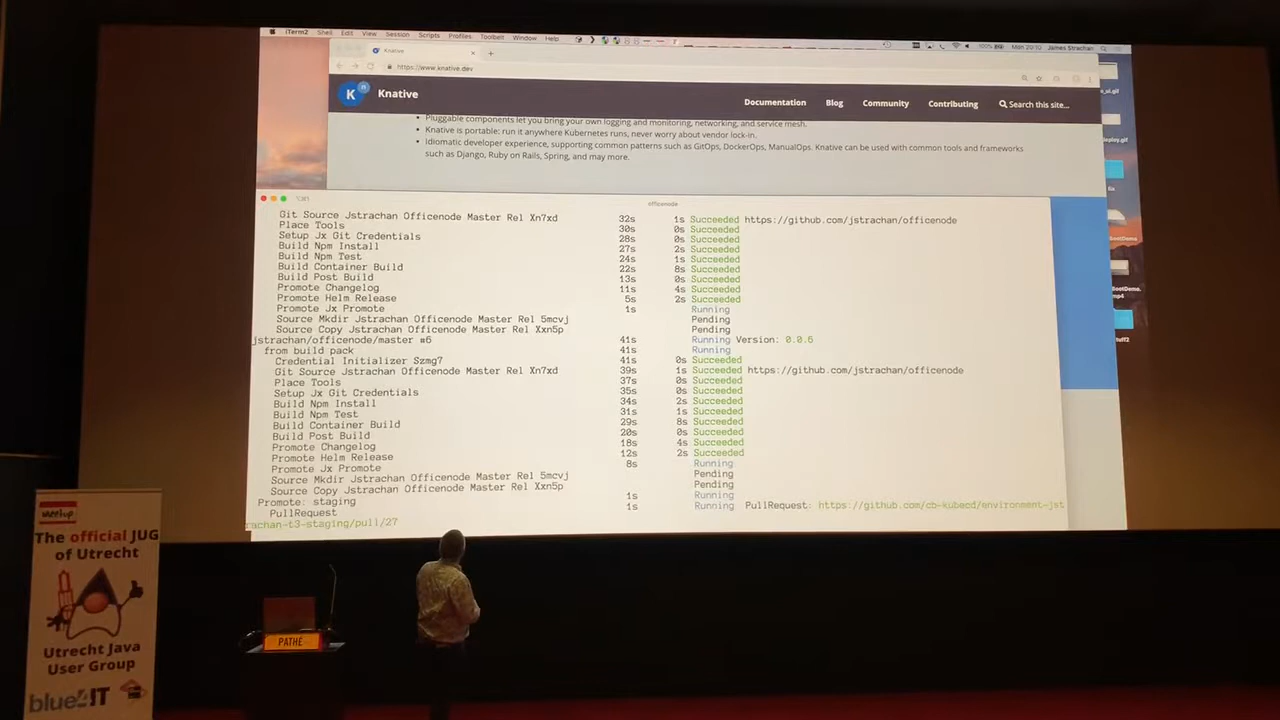 iTerm2 Shell Edit View Session Scripts Profiles Toolbelt Window Help
100% Mon 20:10 James Strachan
Knative
https://www.knative.dev
Knative
Documentation Blog Community Contributing Search this site...
Pluggable components let you bring your own logging and monitoring, networking, and service mesh.
Knative is portable: run it anywhere Kubernetes runs, never worry about vendor lock-in.
Idiomatic developer experience, supporting common patterns such as GitOps, DockerOps, ManualOps. Knative can be used with common tools and frameworks
such as Django, Ruby on Rails, Spring, and many more.
officenode
Git Source Jstrachan Officenode Master Rel Xn7xd 32s 1s Succeeded https://github.com/jstrachan/officenode
Place Tools 30s 0s Succeeded
Setup Jx Git Credentials 28s 0s Succeeded
Build Npm Install 27s 2s Succeeded
Build Npm Test 24s 1s Succeeded
Build Container Build 22s 8s Succeeded
Build Post Build 13s 0s Succeeded
Promote Changelog 11s 4s Succeeded
Promote Helm Release 5s 2s Succeeded
Promote Jx Promote 1s Running
Source Mkdir Jstrachan Officenode Master Rel 5mcvj Pending
Source Copy Jstrachan Officenode Master Rel Xxn5p Pending
jstrachan/officenode/master #6 41s Running Version: 0.0.6
from build pack 41s Running
Credential Initializer Szmg7 41s 0s Succeeded
Git Source Jstrachan Officenode Master Rel Xn7xd 39s 1s Succeeded https://github.com/jstrachan/officenode
Place Tools 37s 0s Succeeded
Setup Jx Git Credentials 35s 0s Succeeded
Build Npm Install 34s 2s Succeeded
Build Npm Test 31s 1s Succeeded
Build Container Build 29s 8s Succeeded
Build Post Build 20s 0s Succeeded
Promote Changelog 18s 4s Succeeded
Promote Helm Release 12s 2s Succeeded
Promote Jx Promote 8s Running
Source Mkdir Jstrachan Officenode Master Rel 5mcvj Pending
Source Copy Jstrachan Officenode Master Rel Xxn5p Pending
Promote: staging 1s Running
PullRequest 1s Running PullRequest: https://github.com/cb-kubecd/environment-jst
rachan-t3-staging/pull/27
meetup
The official JUG
of Utrecht
Utrecht Java
User Group
blue4IT
PATHÉ